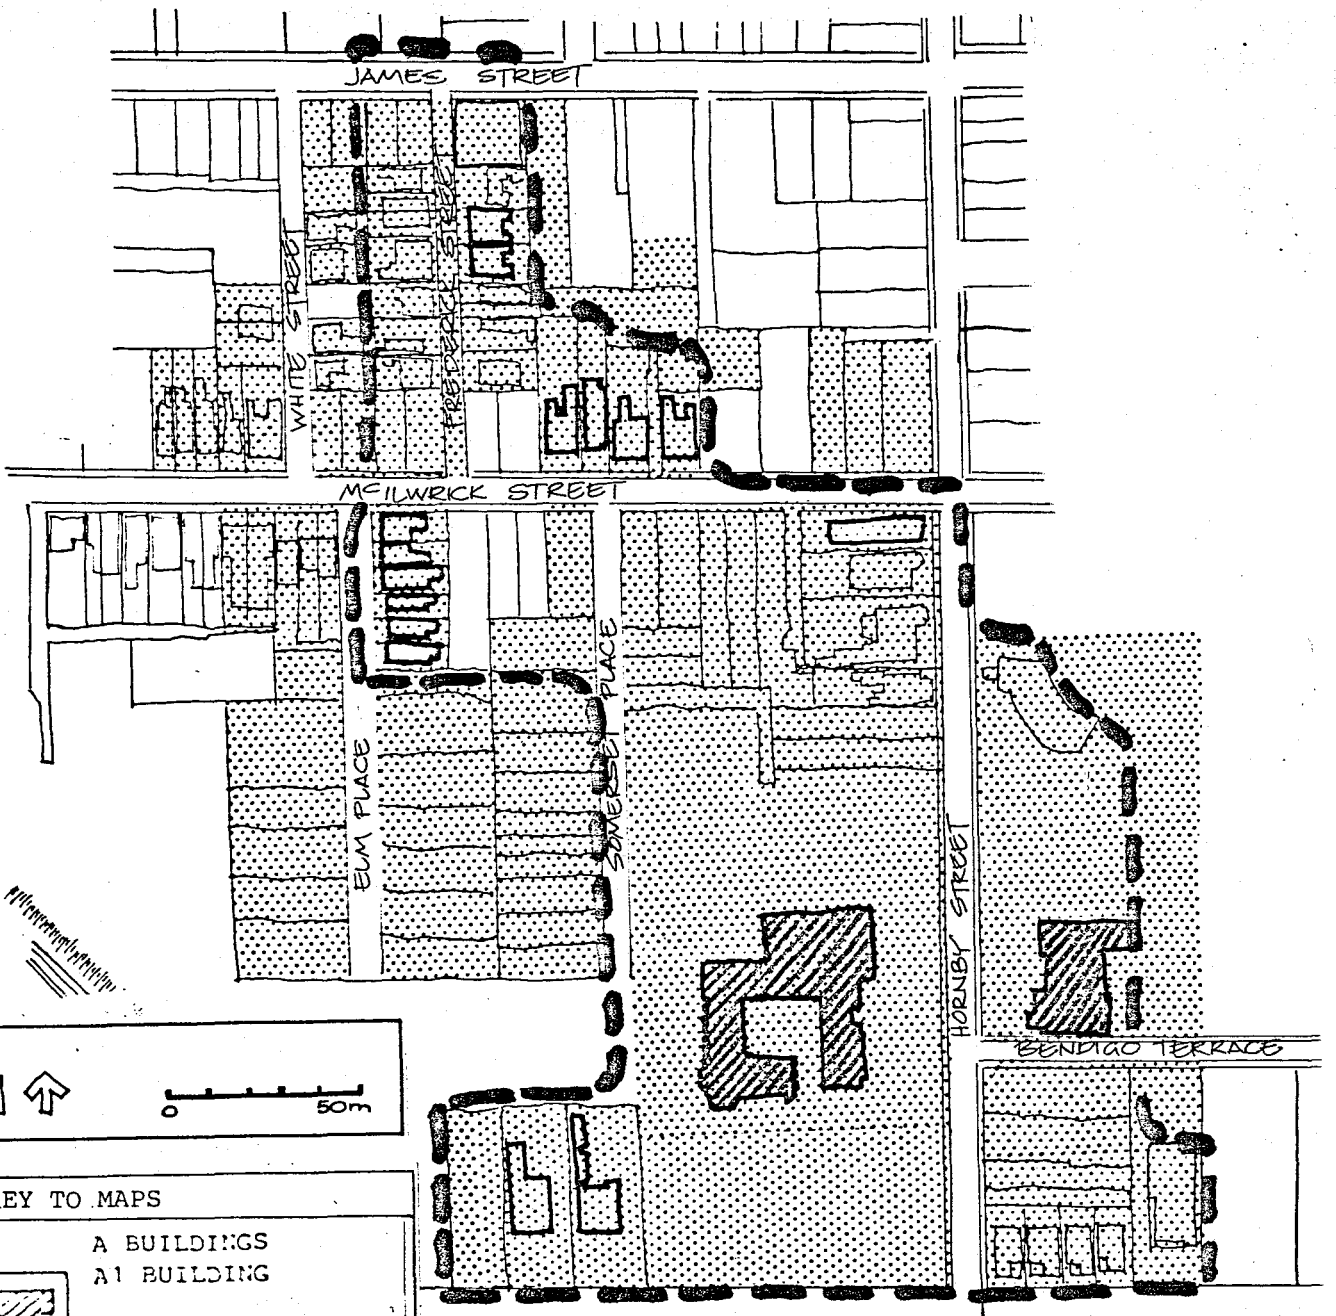 JAMES STREET
WHITE STREET
FREDERICK STREET
McILWRICK STREET
SOMERSET PLACE
ELM PLACE
HORNBY STREET
BENDIGO TERRACE
0 50m
EY TO MAPS
A BUILDINGS
A1 BUILDING